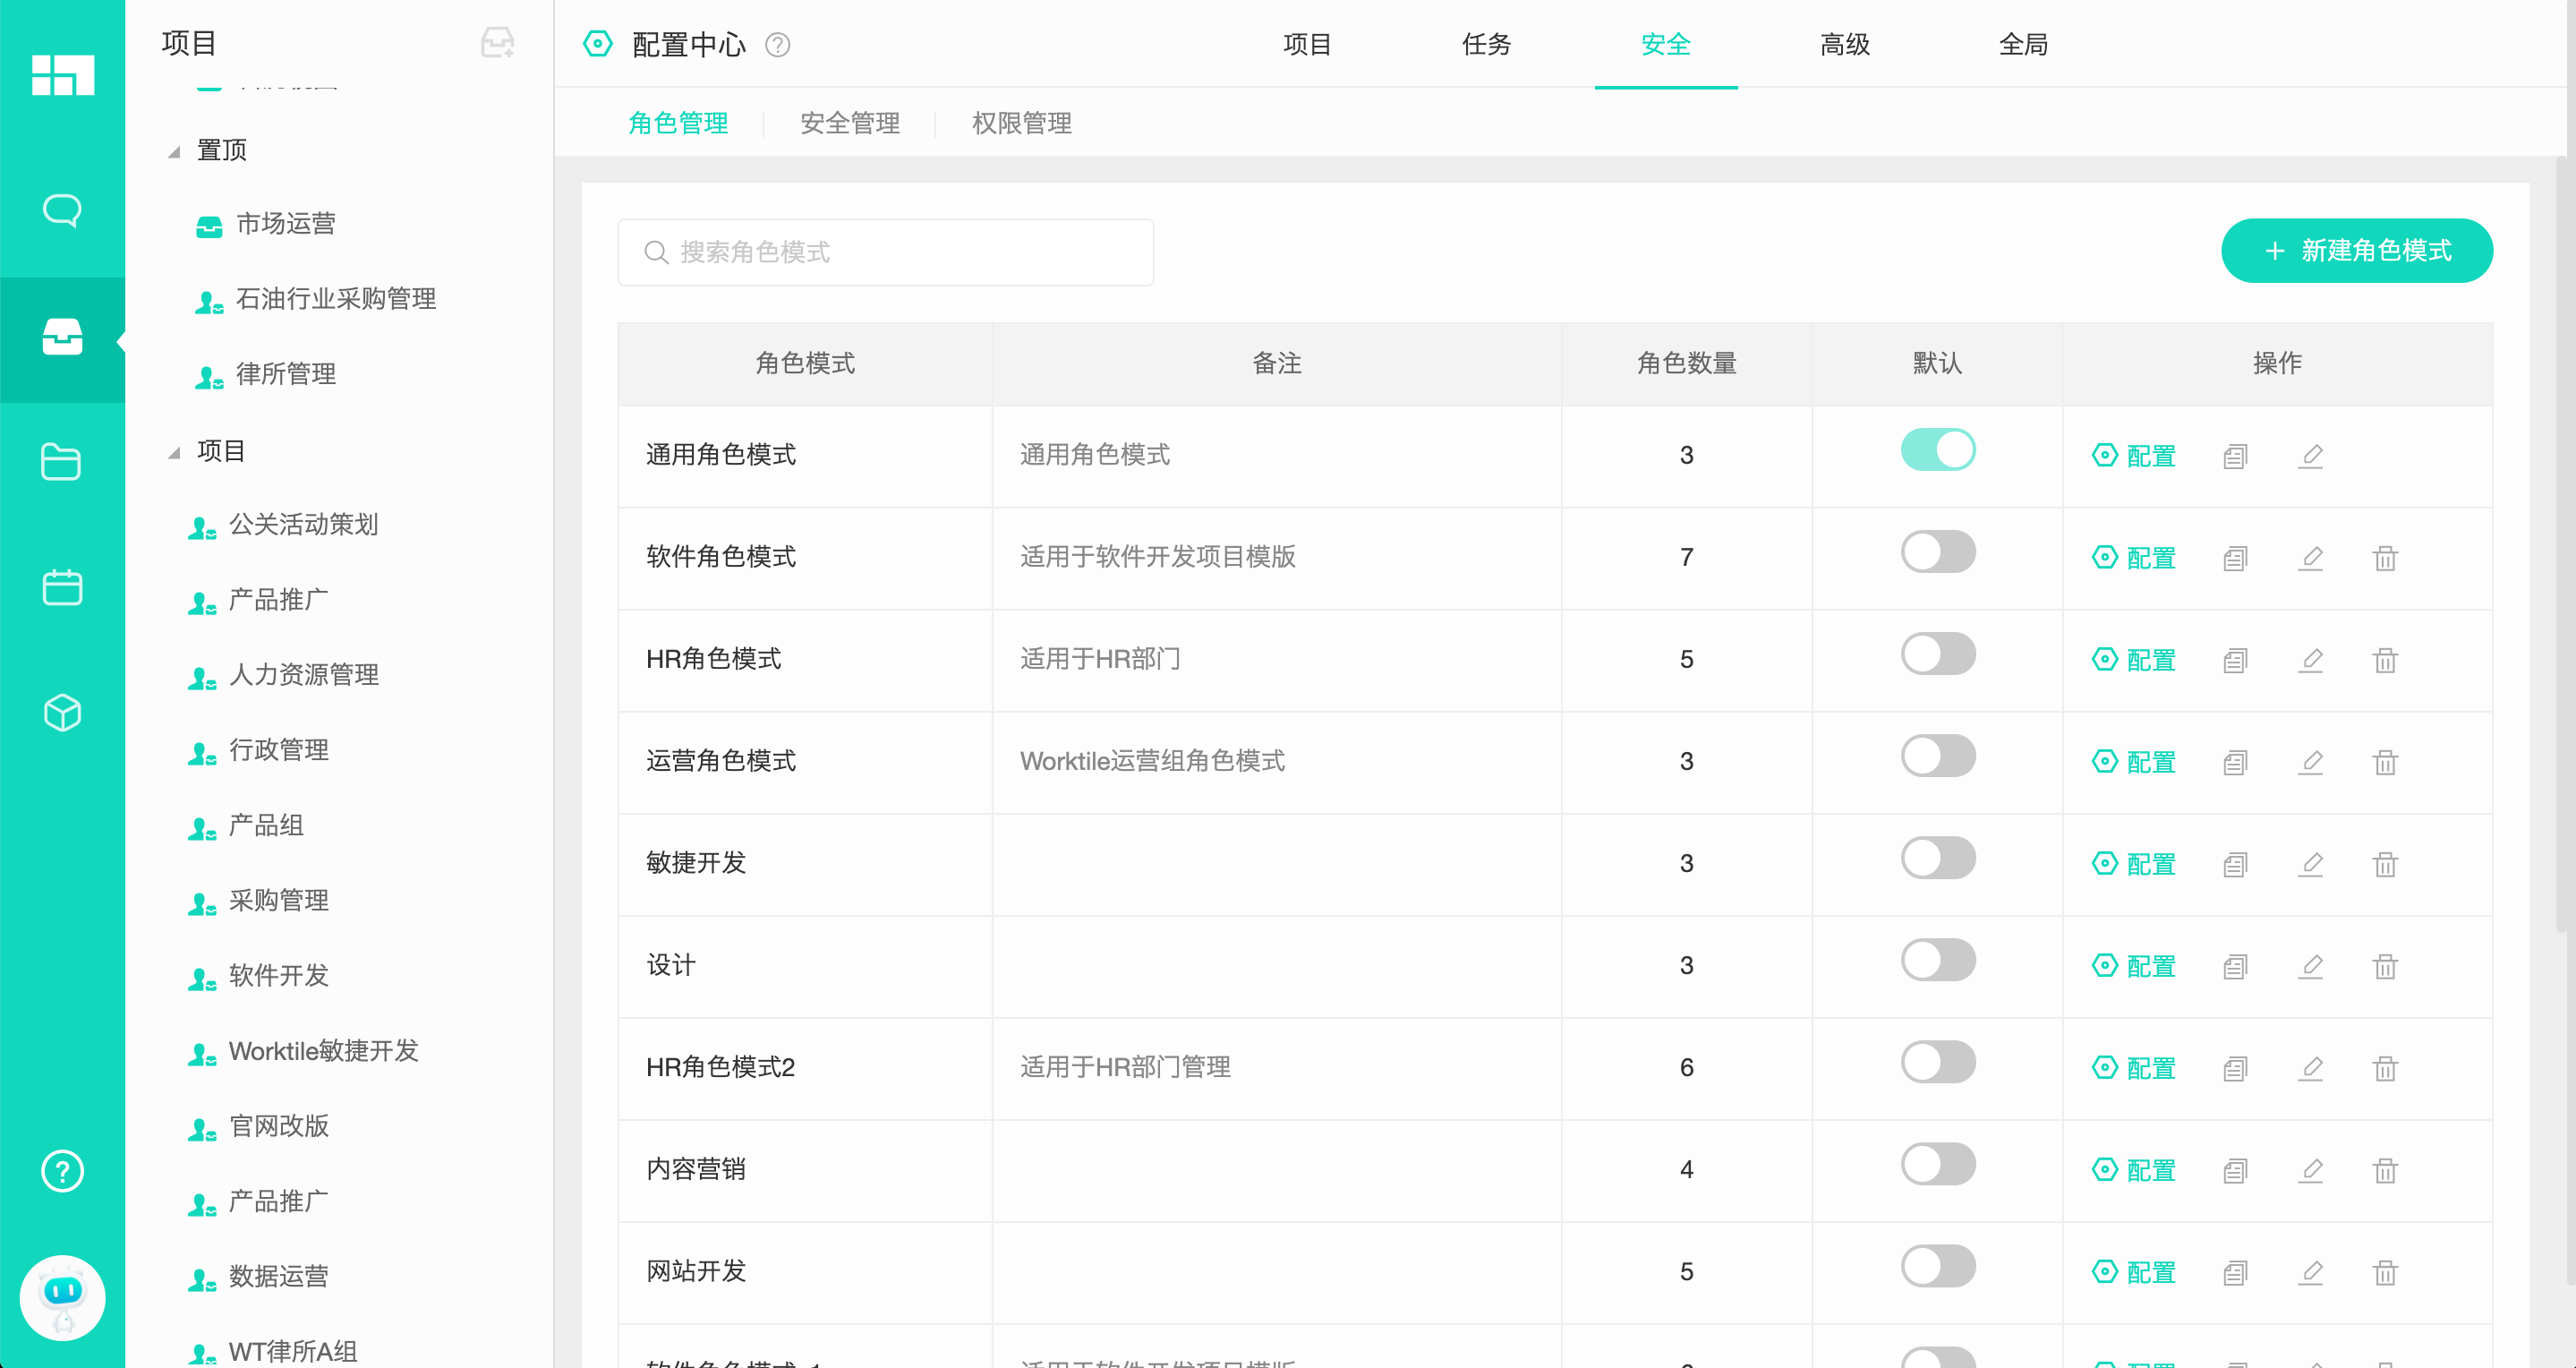 项目
置顶
市场运营
石油行业采购管理
律所管理
项目
公关活动策划
产品推广
人力资源管理
行政管理
产品组
采购管理
软件开发
Worktile敏捷开发
官网改版
产品推广
数据运营
WT律所A组
配置中心
项目 任务 安全 高级 全局
角色管理 安全管理 权限管理
搜索角色模式
+ 新建角色模式
角色模式 备注 角色数量 默认 操作
通用角色模式 通用角色模式 3 配置
软件角色模式 适用于软件开发项目模版 7 配置
HR角色模式 适用于HR部门 5 配置
运营角色模式 Worktile运营组角色模式 3 配置
敏捷开发 3 配置
设计 3 配置
HR角色模式2 适用于HR部门管理 6 配置
内容营销 4 配置
网站开发 5 配置